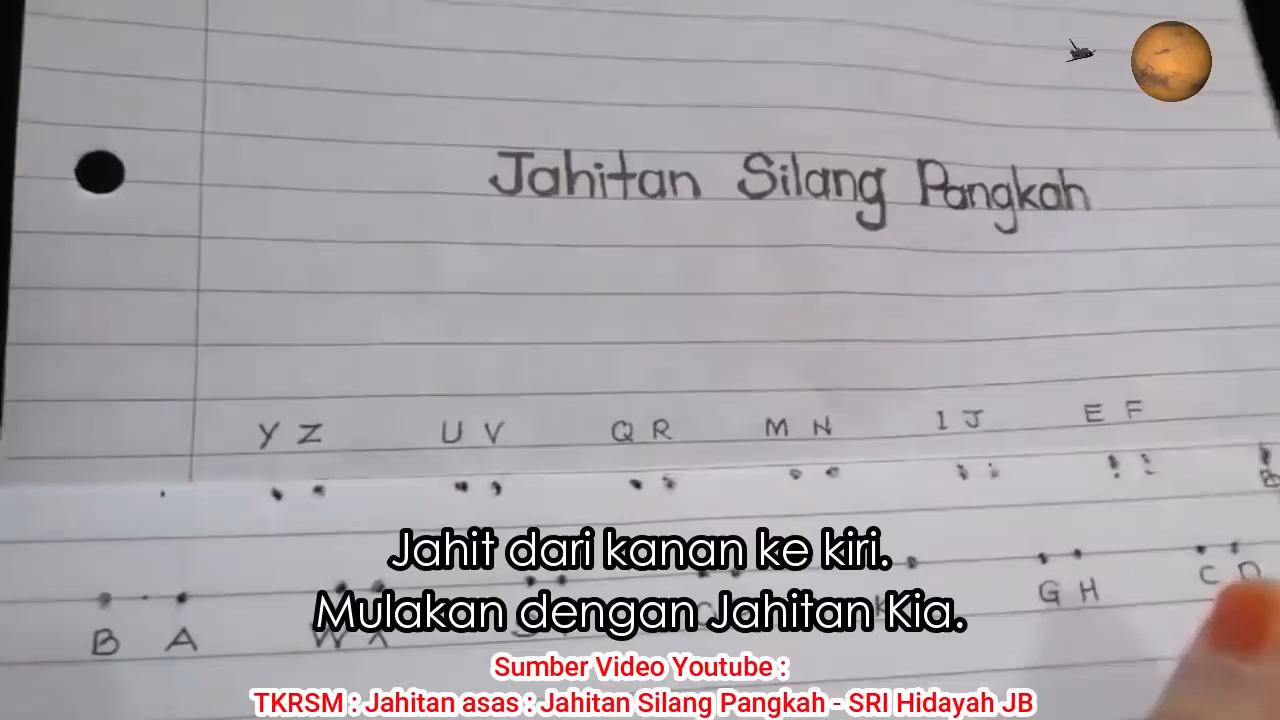 Jahitan Silang Pangkah
Y Z U V Q R M N I J E F
B
Jahit dari kanan ke kiri.
G H C D
Mulakan dengan Jahitan Kia.
B A W X
Sumber Video Youtube :
TKRSM : Jahitan asas : Jahitan Silang Pangkah - SRI Hidayah JB